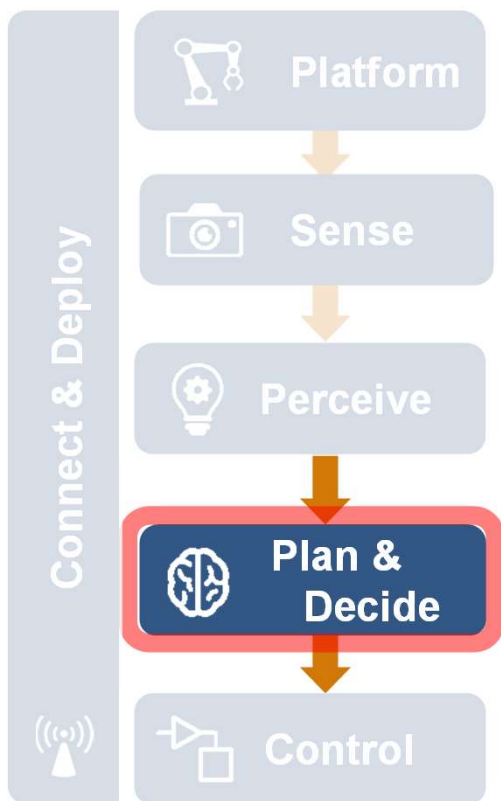 Connect & Deploy
Platform
Sense
Perceive
Plan &
Decide
Control